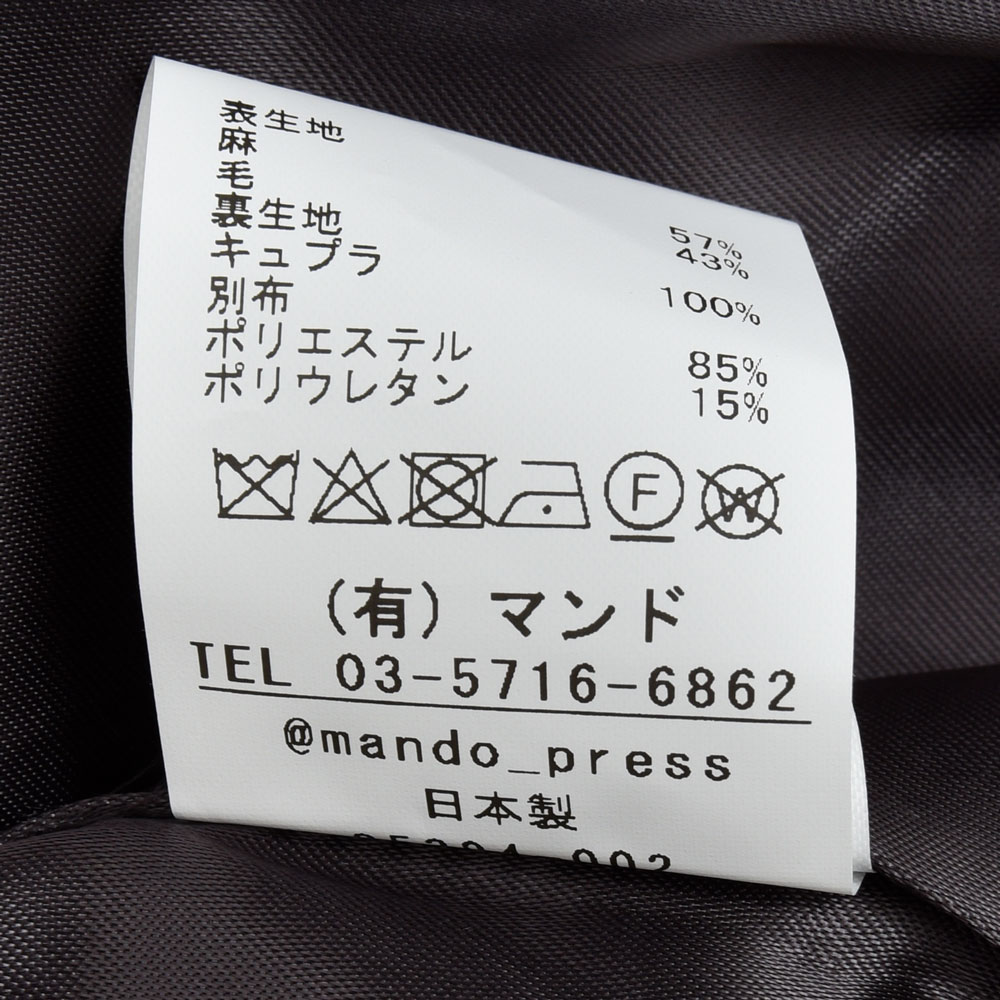 表生地
麻 57%
毛 43%
裏生地
キュプラ 100%
別布
ポリエステル 85%
ポリウレタン 15%
F W
(有) マンド
TEL 03-5716-6862
@mando_press
日本製